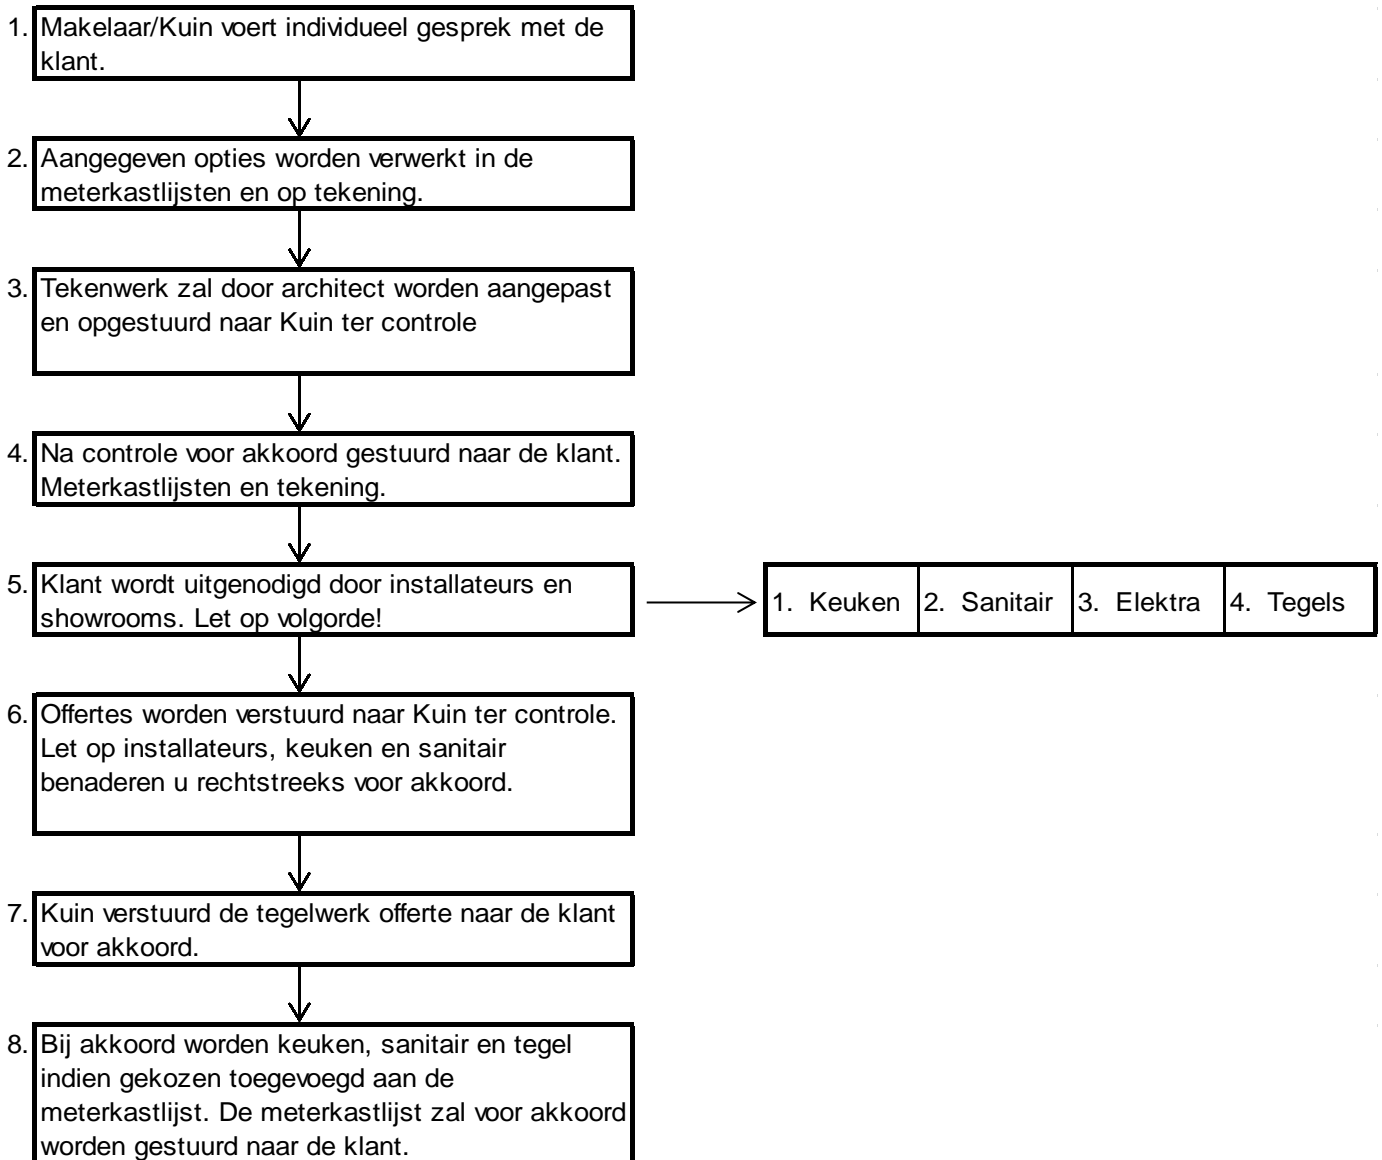 1. Makelaar/Kuin voert individueel gesprek met de
klant.
2. Aangegeven opties worden verwerkt in de
meterkastlijsten en op tekening.
3. Tekenwerk zal door architect worden aangepast
en opgestuurd naar Kuin ter controle
4. Na controle voor akkoord gestuurd naar de klant.
Meterkastlijsten en tekening.
5. Klant wordt uitgenodigd door installateurs en
showrooms. Let op volgorde!
1. Keuken 2. Sanitair 3. Elektra 4. Tegels
6. Offertes worden verstuurd naar Kuin ter controle.
Let op installateurs, keuken en sanitair
benaderen u rechtstreeks voor akkoord.
7. Kuin verstuurd de tegelwerk offerte naar de klant
voor akkoord.
8. Bij akkoord worden keuken, sanitair en tegel
indien gekozen toegevoegd aan de
meterkastlijst. De meterkastlijst zal voor akkoord
worden gestuurd naar de klant.